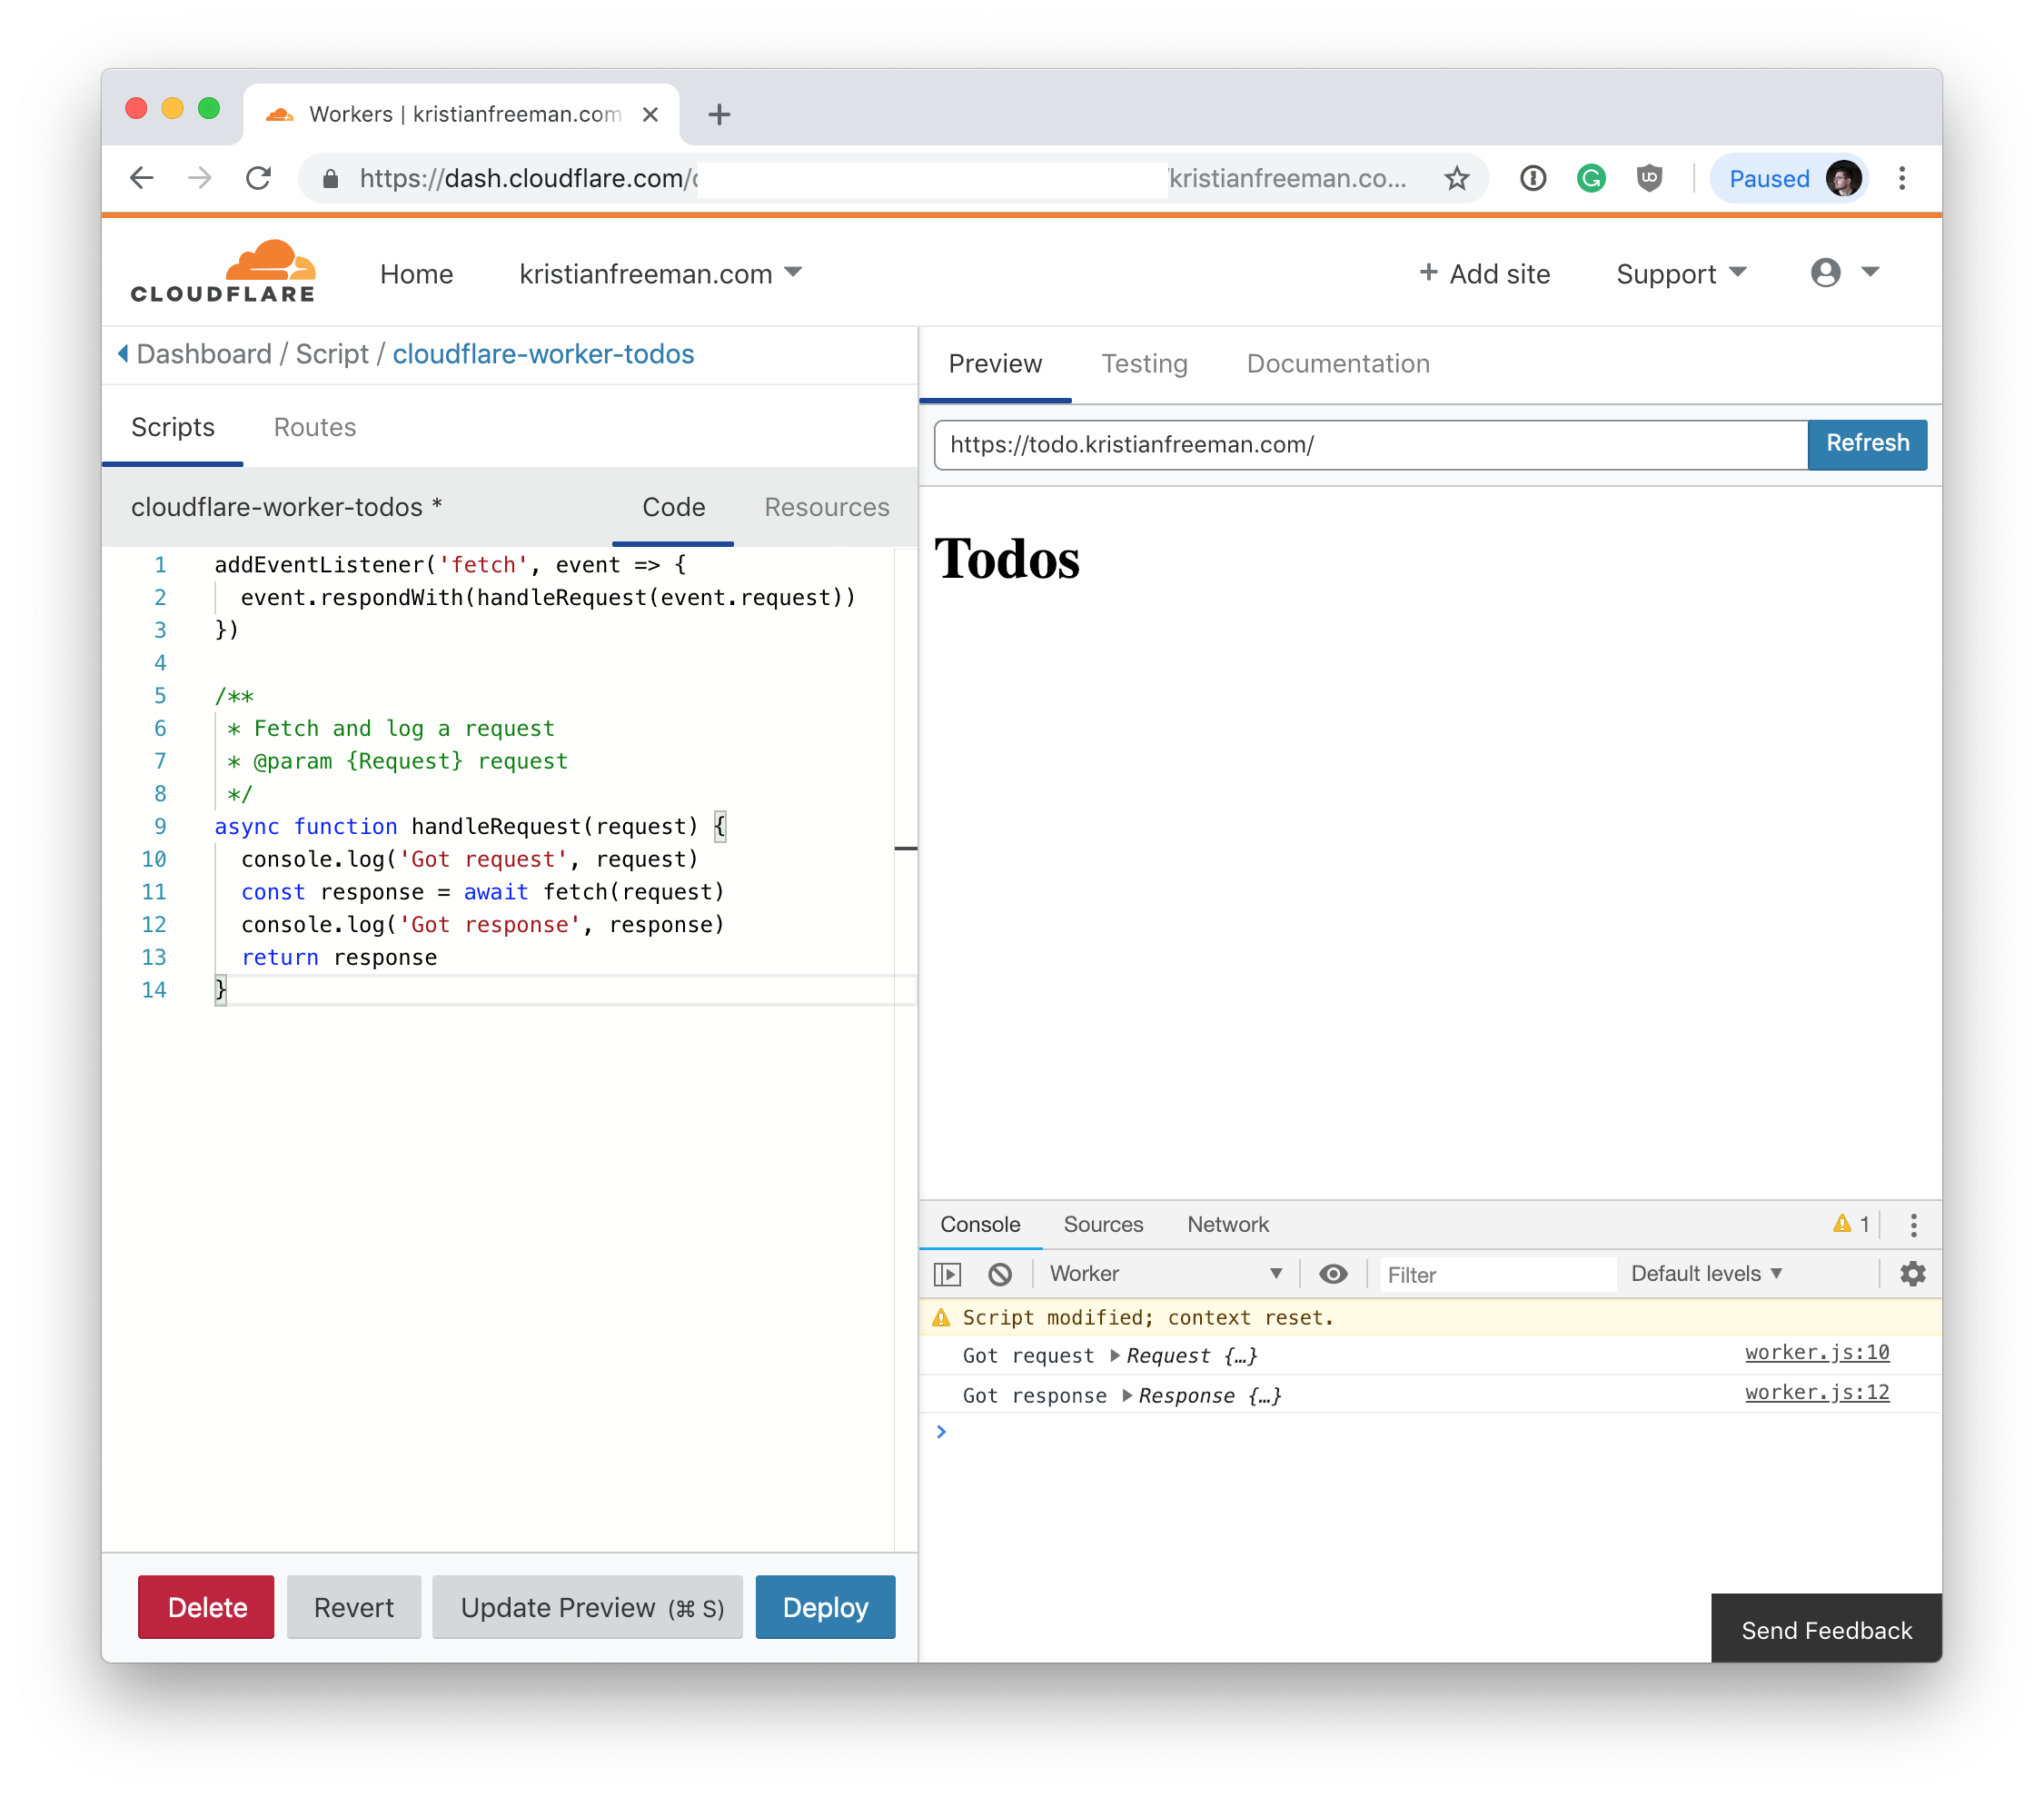 Workers | kristianfreeman.com
https://dash.cloudflare.com/
kristianfreeman.co...
Paused
CLOUDFLARE
Home
kristianfreeman.com
+ Add site
Support
Dashboard / Script / cloudflare-worker-todos
Scripts
Routes
cloudflare-worker-todos *
Code
Resources
1 addEventListener('fetch', event => {
2 event.respondWith(handleRequest(event.request))
3 })
4
5 /**
6 * Fetch and log a request
7 * @param {Request} request
8 */
9 async function handleRequest(request) {
10 console.log('Got request', request)
11 const response = await fetch(request)
12 console.log('Got response', response)
13 return response
14 }
Delete
Revert
Update Preview (⌘ S)
Deploy
Preview
Testing
Documentation
https://todo.kristianfreeman.com/
Refresh
Todos
Console
Sources
Network
1
Worker
Filter
Default levels
Script modified; context reset.
Got request Request {…} worker.js:10
Got response Response {…} worker.js:12
Send Feedback